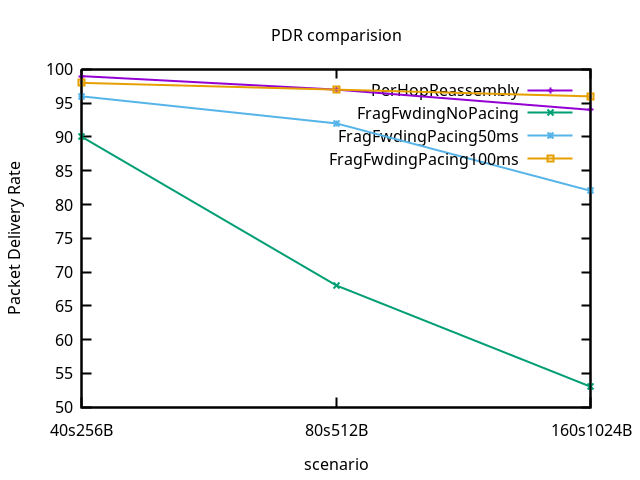 PDR comparision
100
95
90
85
80
75
70
65
60
55
50
Packet Delivery Rate
PerHopReassembly
FragFwdingNoPacing
FragFwdingPacing50ms
FragFwdingPacing100ms
40s256B
80s512B
160s1024B
scenario